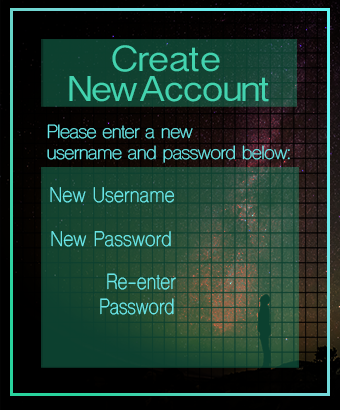 Create
New Account
Please enter a new
username and password below:
New Username
New Password
Re-enter
Password